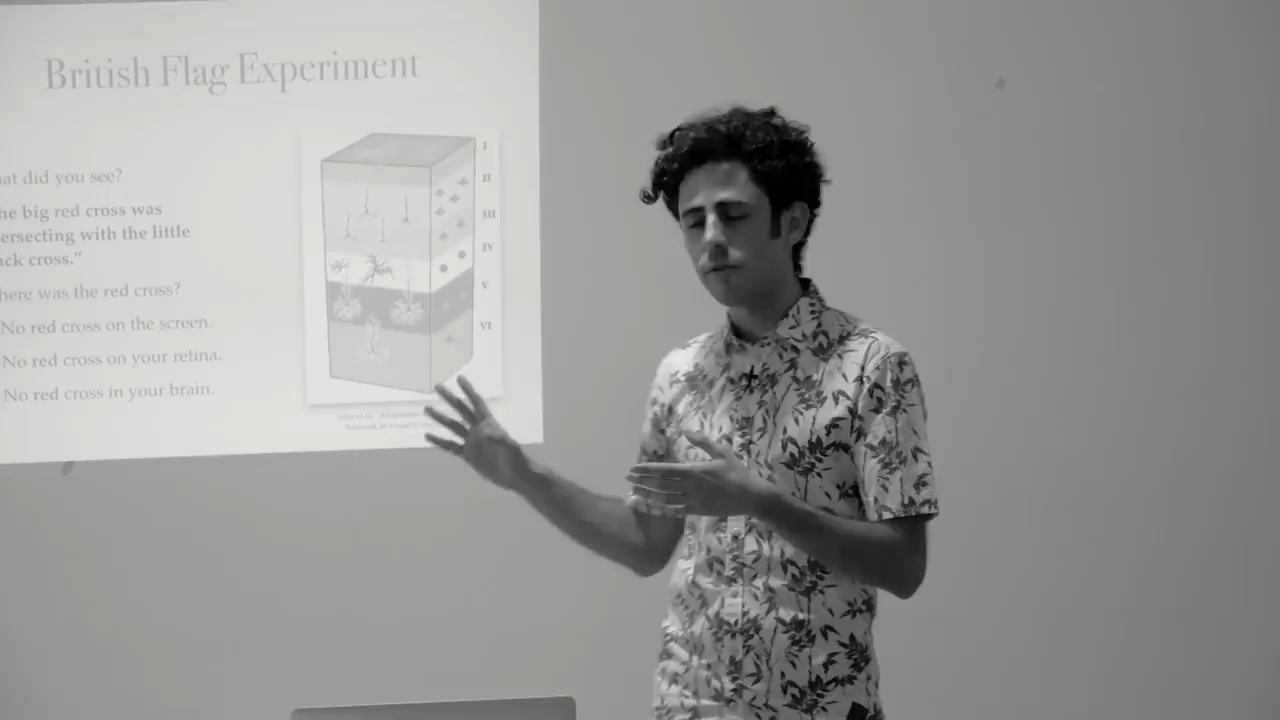 British Flag Experiment
at did you see?
he big red cross was
ersecting with the little
ck cross."
here was the red cross?
No red cross on the screen.
No red cross on your retina.
No red cross in your brain.
I
II
III
IV
V
VI